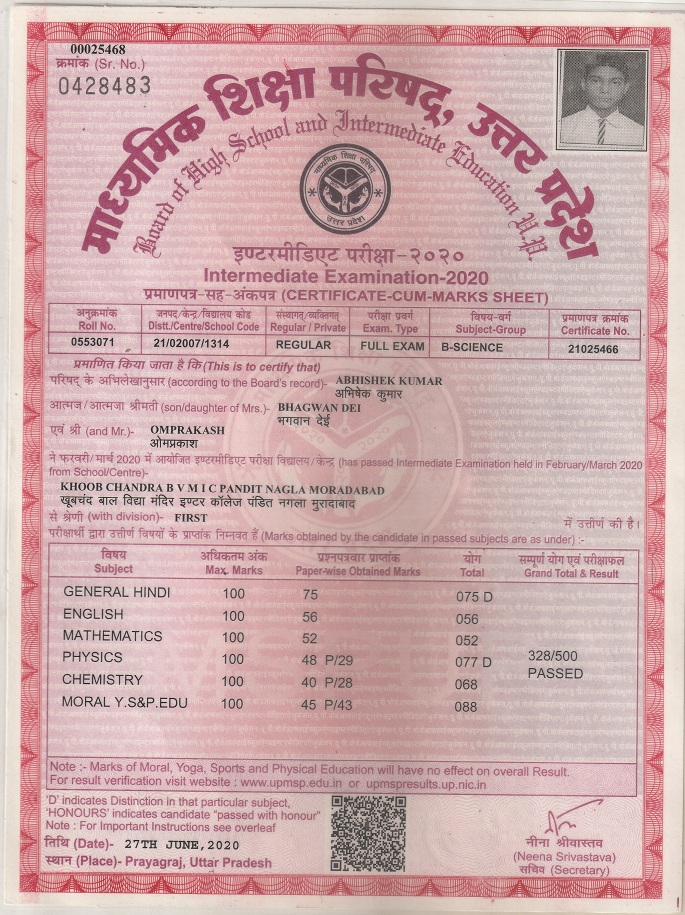 00025468
क्रमांक (Sr. No.)
0428483
माध्यमिक शिक्षा परिषद्, उत्तर प्रदेश
Board of High School and Intermediate Education U.P.
माध्यमिक शिक्षा परिषद
उत्तर प्रदेश
इण्टरमीडिएट परीक्षा-२०२०
Intermediate Examination-2020
प्रमाणपत्र-सह-अंकपत्र (CERTIFICATE-CUM-MARKS SHEET)
अनुक्रमांक जनपद/केन्द्र/विद्यालय कोड संस्थागत/व्यक्तिगत परीक्षा प्रवर्ग विषय-वर्ग प्रमाणपत्र क्रमांक
Roll No. Distt./Centre/School Code Regular / Private Exam. Type Subject-Group Certificate No.
0553071 21/02007/1314 REGULAR FULL EXAM B-SCIENCE 21025466
प्रमाणित किया जाता है कि (This is to certify that)
परिषद् के अभिलेखानुसार (according to the Board's record)- ABHISHEK KUMAR
अभिषेक कुमार
आत्मज/आत्मजा श्रीमती (son/daughter of Mrs.)- BHAGWAN DEI
भगवान देई
एवं श्री (and Mr.)- OMPRAKASH
ओमप्रकाश
ने फरवरी/मार्च 2020 में आयोजित इण्टरमीडिएट परीक्षा विद्यालय/केन्द्र (has passed Intermediate Examination held in February/March 2020
from School/Centre)-
KHOOB CHANDRA B V M I C PANDIT NAGLA MORADABAD
खूबचंद बाल विद्या मंदिर इण्टर कॉलेज पंडित नगला मुरादाबाद
से श्रेणी (with division)- FIRST में उत्तीर्ण की है।
परीक्षार्थी द्वारा उत्तीर्ण विषयों के प्राप्तांक निम्नवत हैं (Marks obtained by the candidate in passed subjects are as under) :-
विषय अधिकतम अंक प्रश्नपत्रवार प्राप्तांक योग सम्पूर्ण योग एवं परीक्षाफल
Subject Max. Marks Paper-wise Obtained Marks Total Grand Total & Result
GENERAL HINDI 100 75 075 D
ENGLISH 100 56 056
MATHEMATICS 100 52 052
PHYSICS 100 48 P/29 077 D 328/500
CHEMISTRY 100 40 P/28 068 PASSED
MORAL Y.S&P.EDU 100 45 P/43 088
Note :- Marks of Moral, Yoga, Sports and Physical Education will have no effect on overall Result.
For result verification visit website : www.upmsp.edu.in or upmspresults.up.nic.in
'D' indicates Distinction in that particular subject,
'HONOURS' indicates candidate "passed with honour"
Note : For Important Instructions see overleaf
तिथि (Date)- 27TH JUNE,2020
स्थान (Place)- Prayagraj, Uttar Pradesh
नीना श्रीवास्तव
(Neena Srivastava)
सचिव (Secretary)